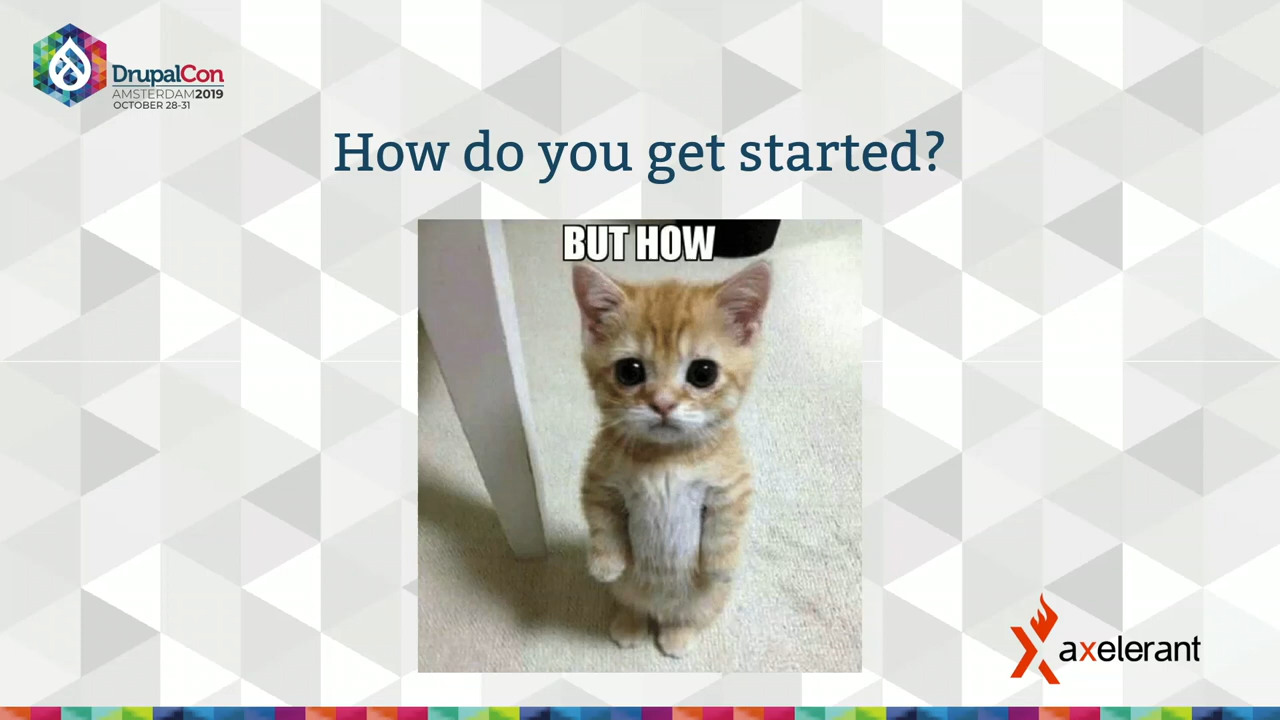 DrupalCon
AMSTERDAM2019
OCTOBER 28-31
How do you get started?
BUT HOW
axelerant